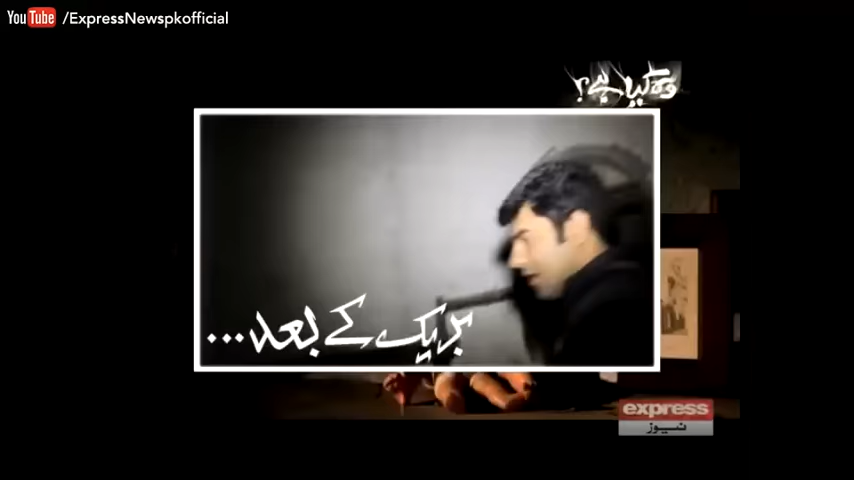 YouTube /ExpressNewspkofficial
وہ کیا ہے؟
بریک کے بعد...
express
نیوز